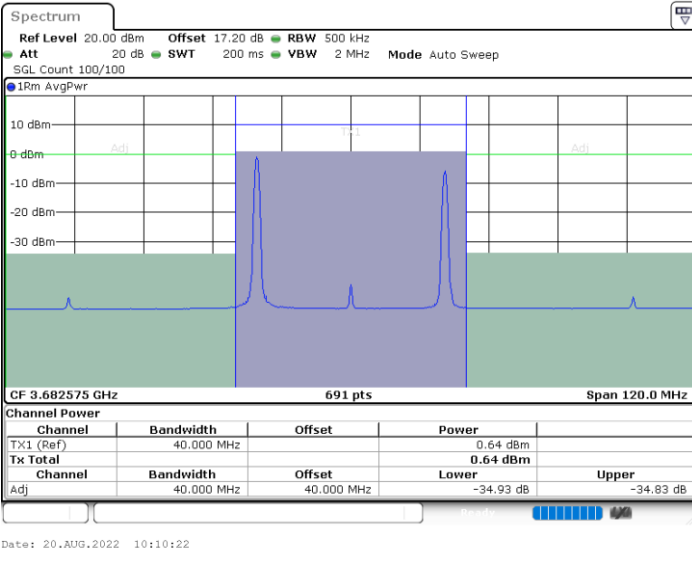 Spectrum
Ref Level 20.00 dBm Offset 17.20 dB RBW 500 kHz
Att 20 dB SWT 200 ms VBW 2 MHz Mode Auto Sweep
SGL Count 100/100
1Rm AvgPwr
10 dBm
TX1
Adj Adj
0 dBm
-10 dBm
-20 dBm
-30 dBm
CF 3.682575 GHz 691 pts Span 120.0 MHz
Channel Power
Channel Bandwidth Offset Power
TX1 (Ref) 40.000 MHz 0.64 dBm
Tx Total 0.64 dBm
Channel Bandwidth Offset Lower Upper
Adj 40.000 MHz 40.000 MHz -34.93 dB -34.83 dB
Ready
Date: 20.AUG.2022 10:10:22